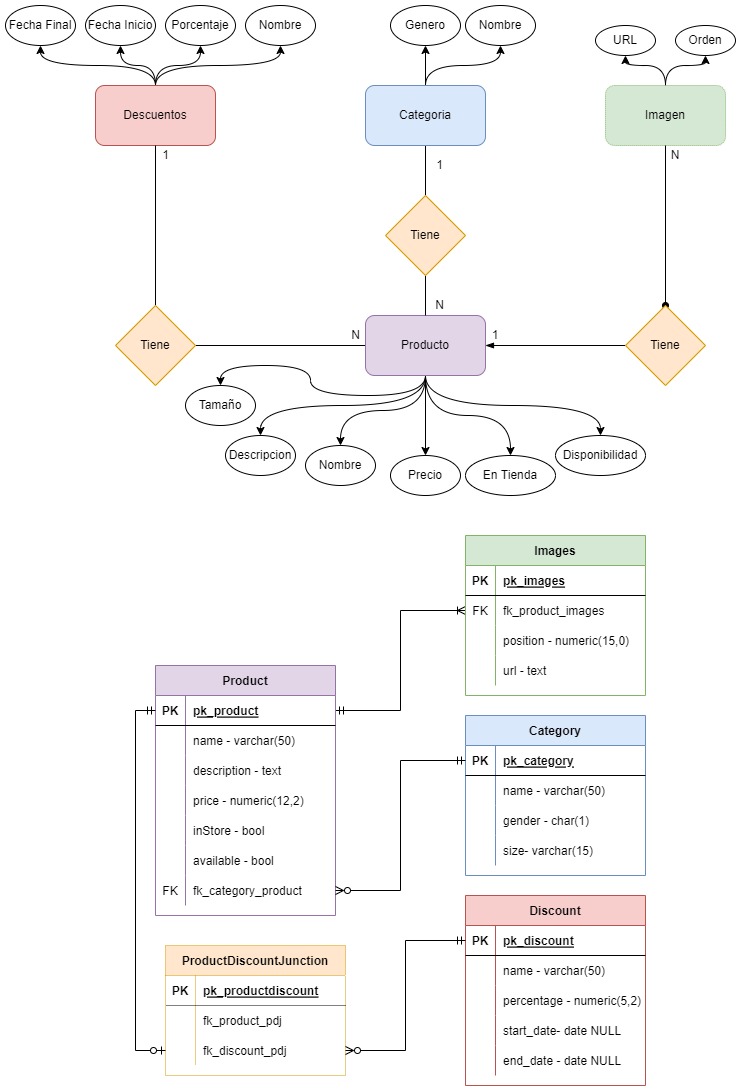 Fecha Final
Fecha Inicio
Porcentaje
Nombre
Genero
Nombre
URL
Orden
Descuentos
Categoria
Imagen
1
1
N
Tiene
N
N
1
Tiene
Producto
Tiene
Tamaño
Descripcion
Nombre
Precio
En Tienda
Disponibilidad
Images
PK pk_images
FK fk_product_images
position - numeric(15,0)
url - text
Product
PK pk_product
name - varchar(50)
description - text
price - numeric(12,2)
inStore - bool
available - bool
FK fk_category_product
Category
PK pk_category
name - varchar(50)
gender - char(1)
size- varchar(15)
Discount
PK pk_discount
name - varchar(50)
percentage - numeric(5,2)
start_date- date NULL
end_date - date NULL
ProductDiscountJunction
PK pk_productdiscount
fk_product_pdj
fk_discount_pdj